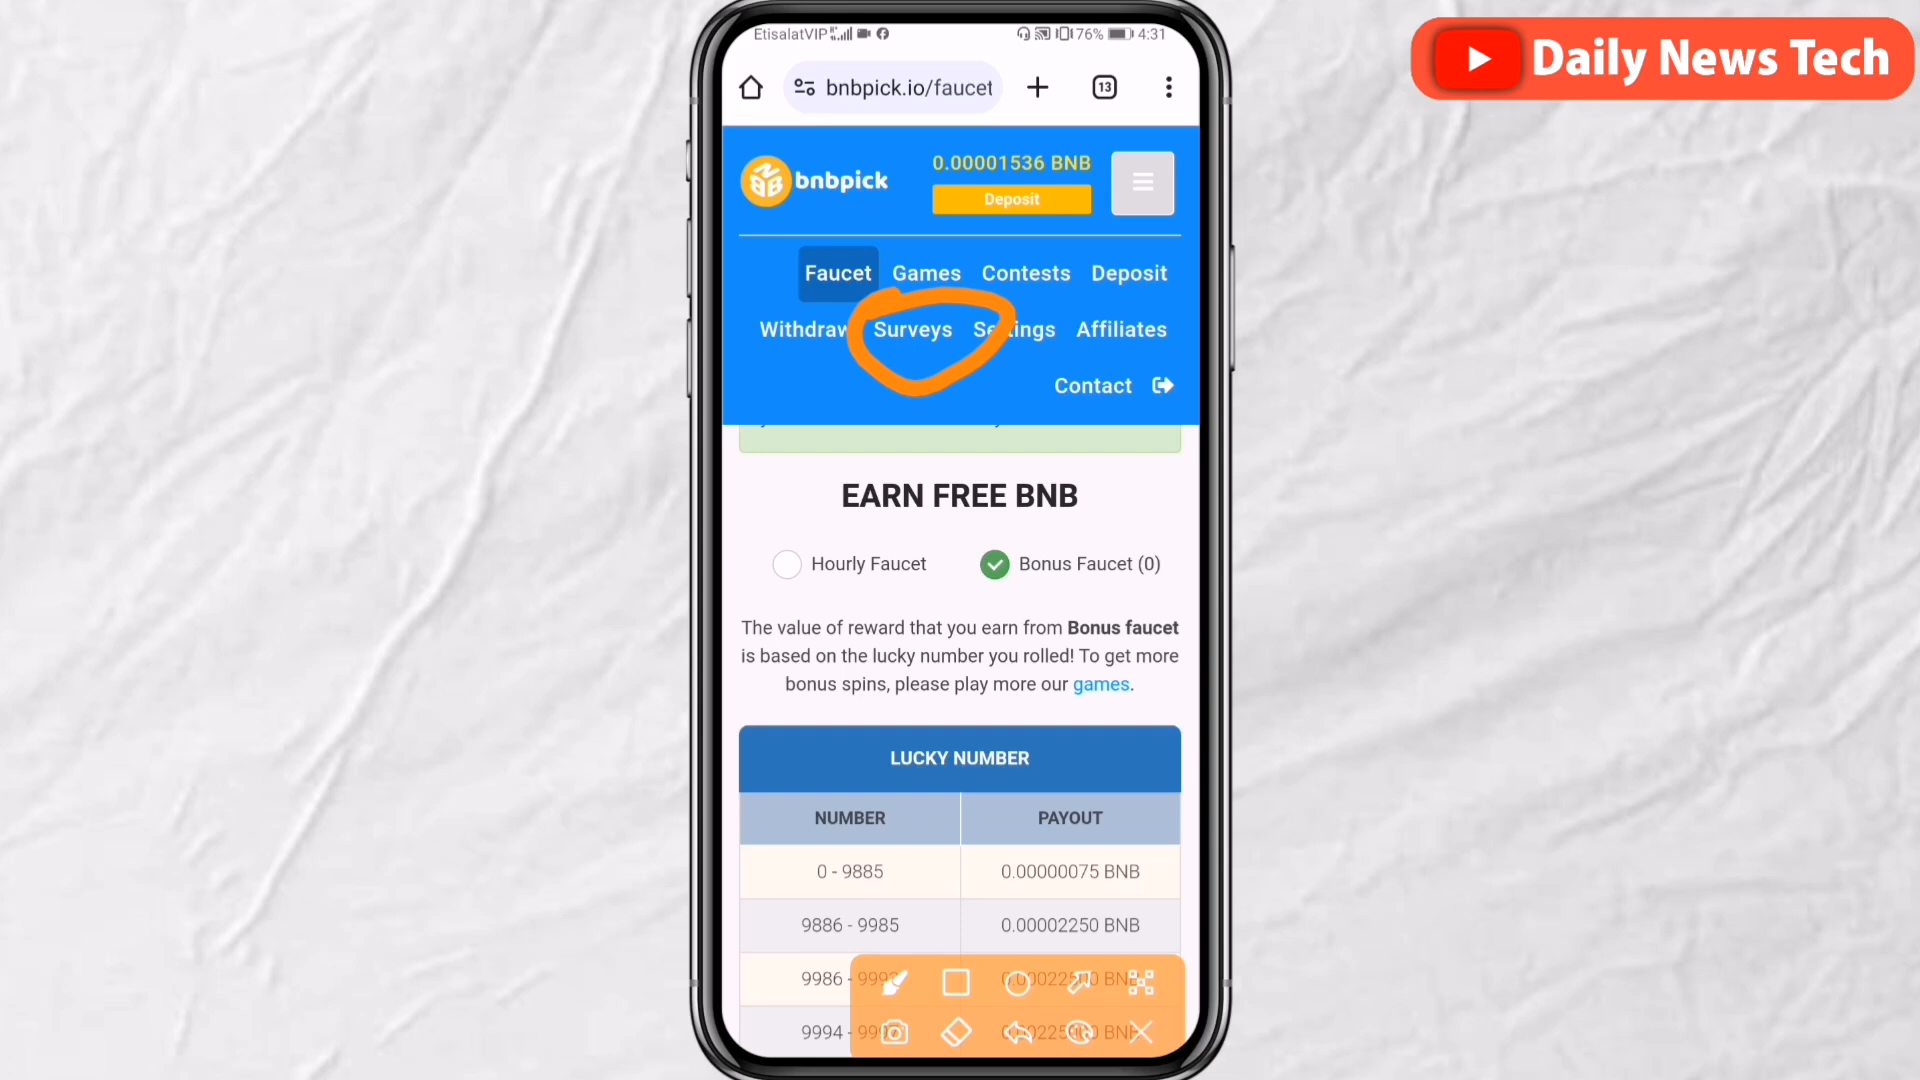 EtisalatVIP 76% 4:31
Daily News Tech
bnbpick.io/faucet 13
0.00001536 BNB
bnbpick
Deposit
Faucet Games Contests Deposit
Withdraw Surveys Settings Affiliates
Contact
EARN FREE BNB
Hourly Faucet Bonus Faucet (0)
The value of reward that you earn from Bonus faucet
is based on the lucky number you rolled! To get more
bonus spins, please play more our games.
LUCKY NUMBER
NUMBER PAYOUT
0 - 9885 0.00000075 BNB
9886 - 9985 0.00002250 BNB
9986 - BNB
9994 - BNB